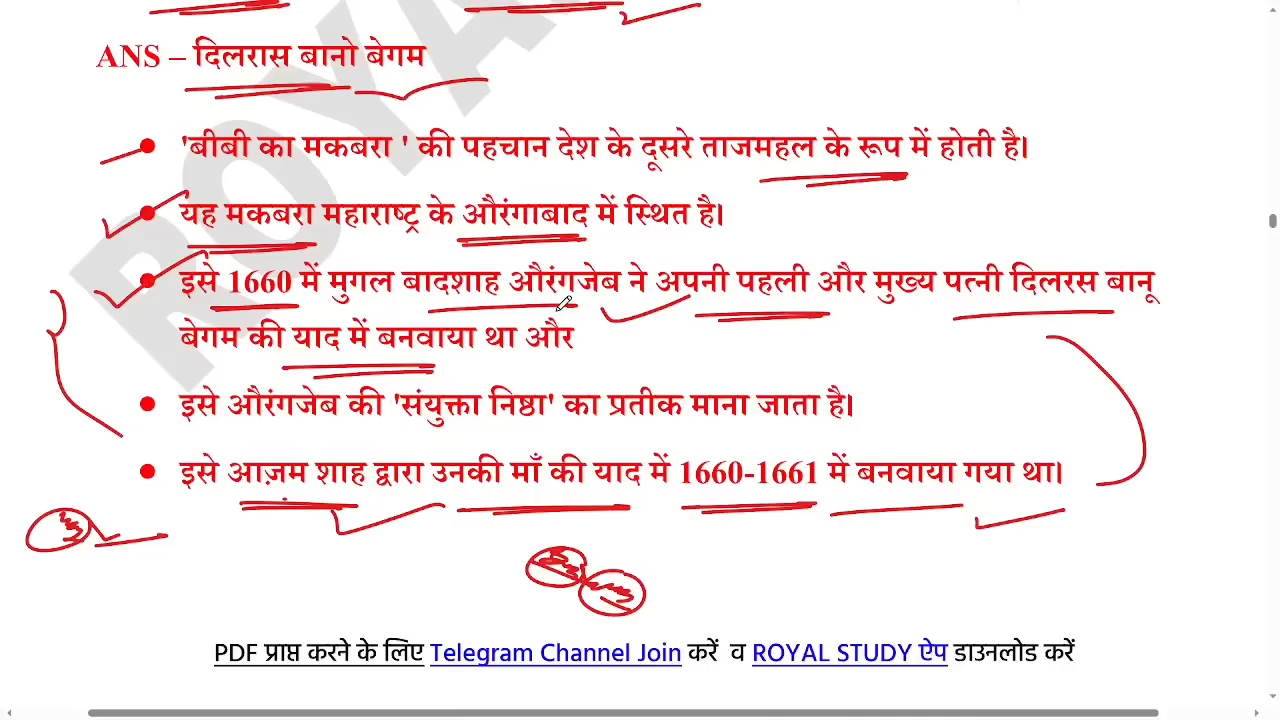 ANS – दिलरास बानो बेगम
'बीबी का मकबरा ' की पहचान देश के दूसरे ताजमहल के रूप में होती है।
यह मकबरा महाराष्ट्र के औरंगाबाद में स्थित है।
इसे 1660 में मुगल बादशाह औरंगजेब ने अपनी पहली और मुख्य पत्नी दिलरस बानू
बेगम की याद में बनवाया था और
इसे औरंगजेब की 'संयुक्ता निष्ठा' का प्रतीक माना जाता है।
इसे आज़म शाह द्वारा उनकी माँ की याद में 1660-1661 में बनवाया गया था।
PDF प्राप्त करने के लिए Telegram Channel Join करें व ROYAL STUDY ऐप डाउनलोड करें